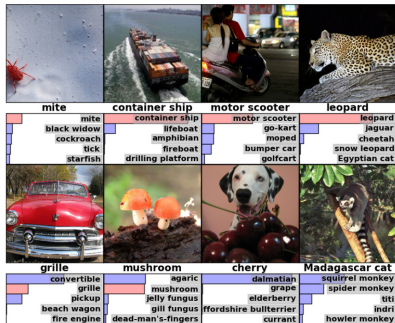 mite
container ship
motor scooter
leopard
mite
black widow
cockroach
tick
starfish
container ship
lifeboat
amphibian
fireboat
drilling platform
motor scooter
go-kart
moped
bumper car
golfcart
leopard
jaguar
cheetah
snow leopard
Egyptian cat
grille
mushroom
cherry
Madagascar cat
convertible
grille
pickup
beach wagon
fire engine
agaric
mushroom
jelly fungus
gill fungus
dead-man's-fingers
dalmatian
grape
elderberry
ffordshire bullterrier
currant
squirrel monkey
spider monkey
titi
indri
howler monkey